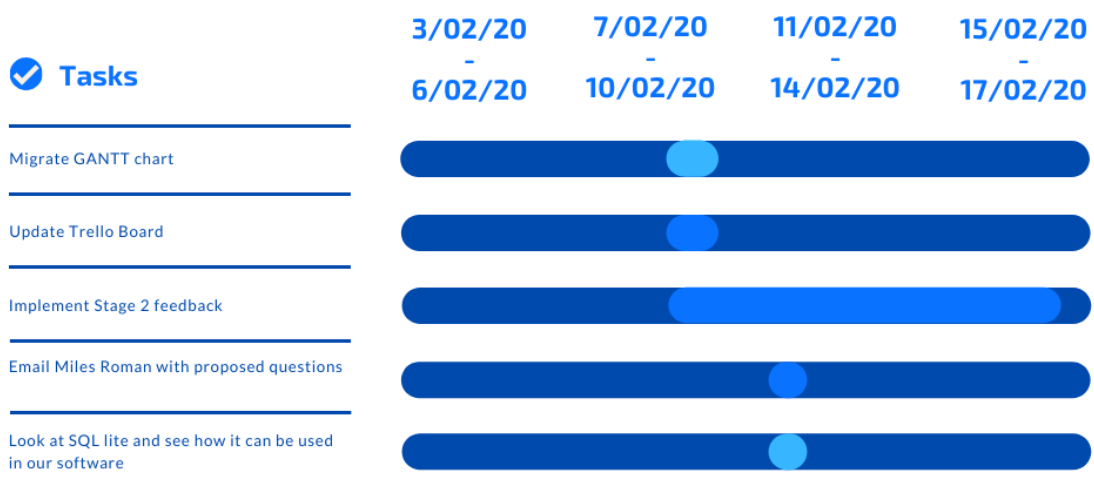 3/02/20
-
6/02/20
7/02/20
-
10/02/20
11/02/20
-
14/02/20
15/02/20
-
17/02/20
Tasks
Migrate GANTT chart
Update Trello Board
Implement Stage 2 feedback
Email Miles Roman with proposed questions
Look at SQL lite and see how it can be used
in our software